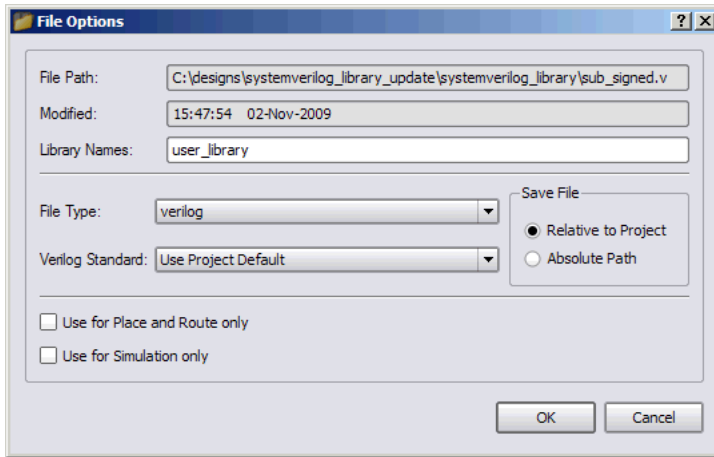 File Options
File Path: C:\designs\systemverilog_library_update\systemverilog_library\sub_signed.v
Modified: 15:47:54 02-Nov-2009
Library Names: user_library
File Type: verilog
Save File
Relative to Project
Verilog Standard: Use Project Default
Absolute Path
Use for Place and Route only
Use for Simulation only
OK Cancel